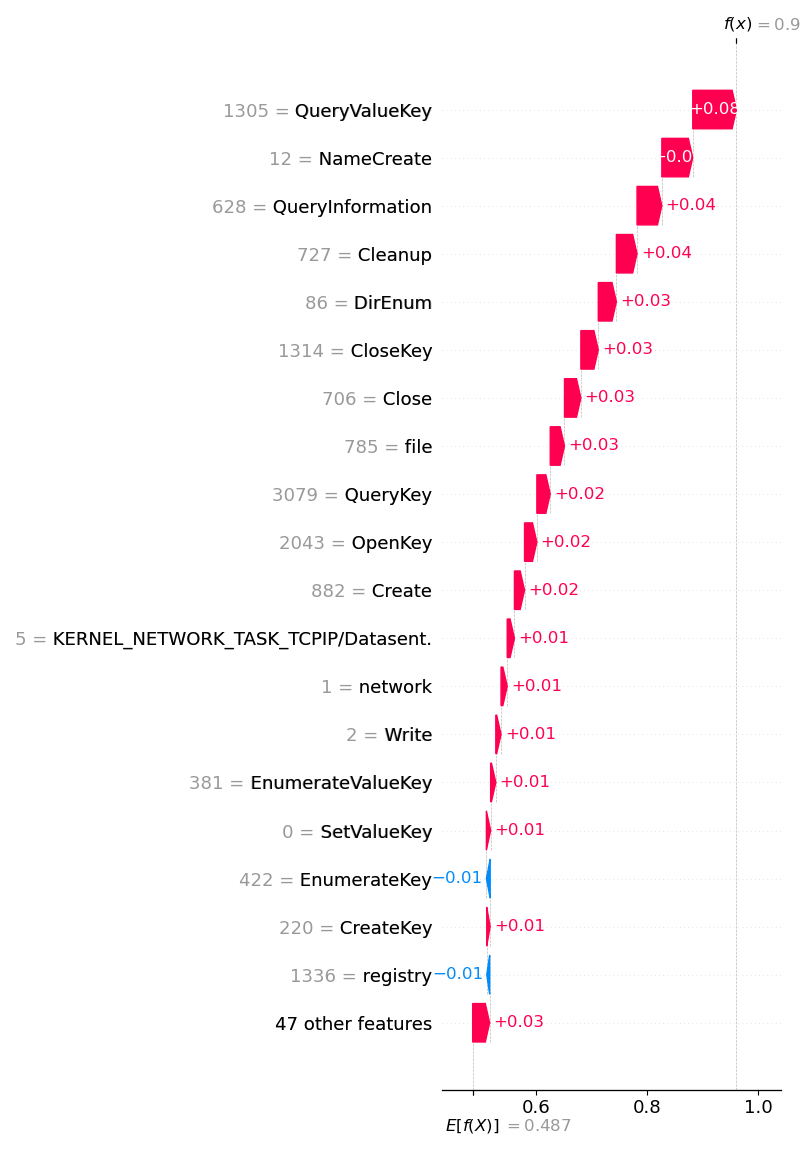 f(x) = 0.9
1305 = QueryValueKey +0.08
12 = NameCreate
628 = QueryInformation +0.04
727 = Cleanup +0.04
86 = DirEnum +0.03
1314 = CloseKey +0.03
706 = Close +0.03
785 = file +0.03
3079 = QueryKey +0.02
2043 = OpenKey +0.02
882 = Create +0.02
5 = KERNEL_NETWORK_TASK_TCPIP/Datasent. +0.01
1 = network +0.01
2 = Write +0.01
381 = EnumerateValueKey +0.01
0 = SetValueKey +0.01
422 = EnumerateKey −0.01
220 = CreateKey +0.01
1336 = registry −0.01
47 other features +0.03
0.6 0.8 1.0
E[f(X)] = 0.487